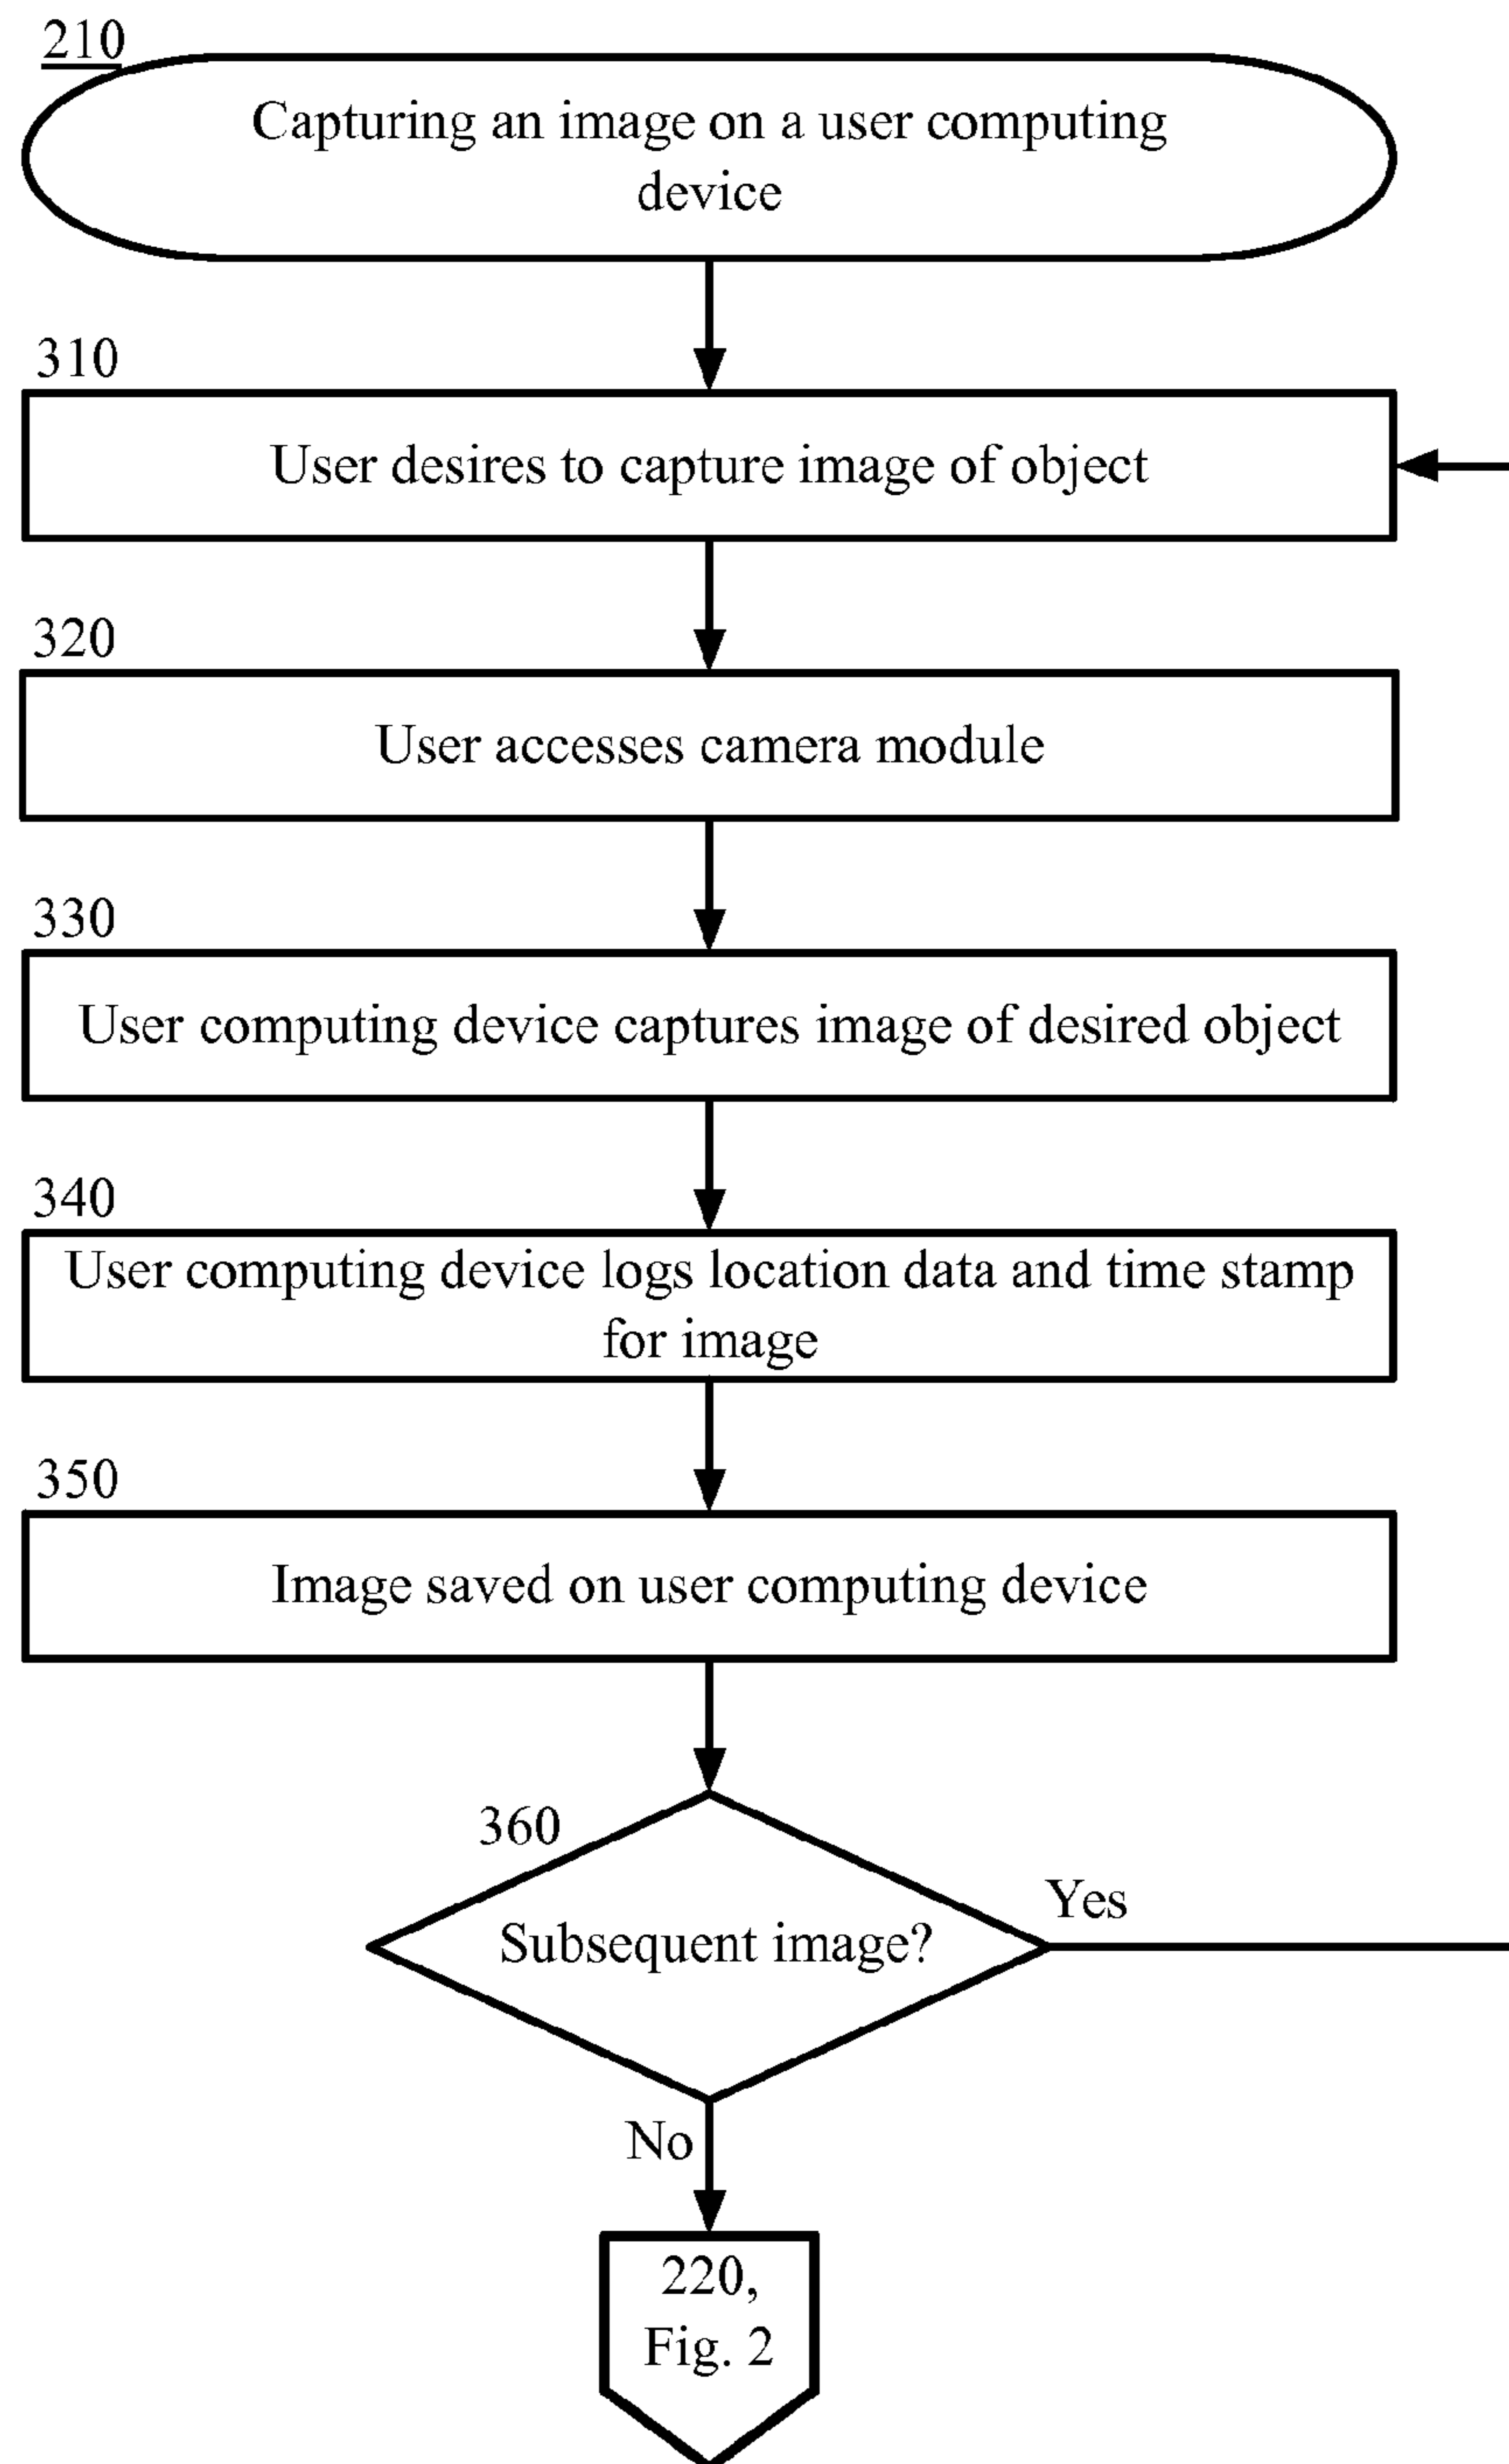 210
Capturing an image on a user computing
device
310
User desires to capture image of object
320
User accesses camera module
330
User computing device captures image of desired object
340
User computing device logs location data and time stamp
for image
350
Image saved on user computing device
360
Subsequent image?
Yes
No
220,
Fig. 2